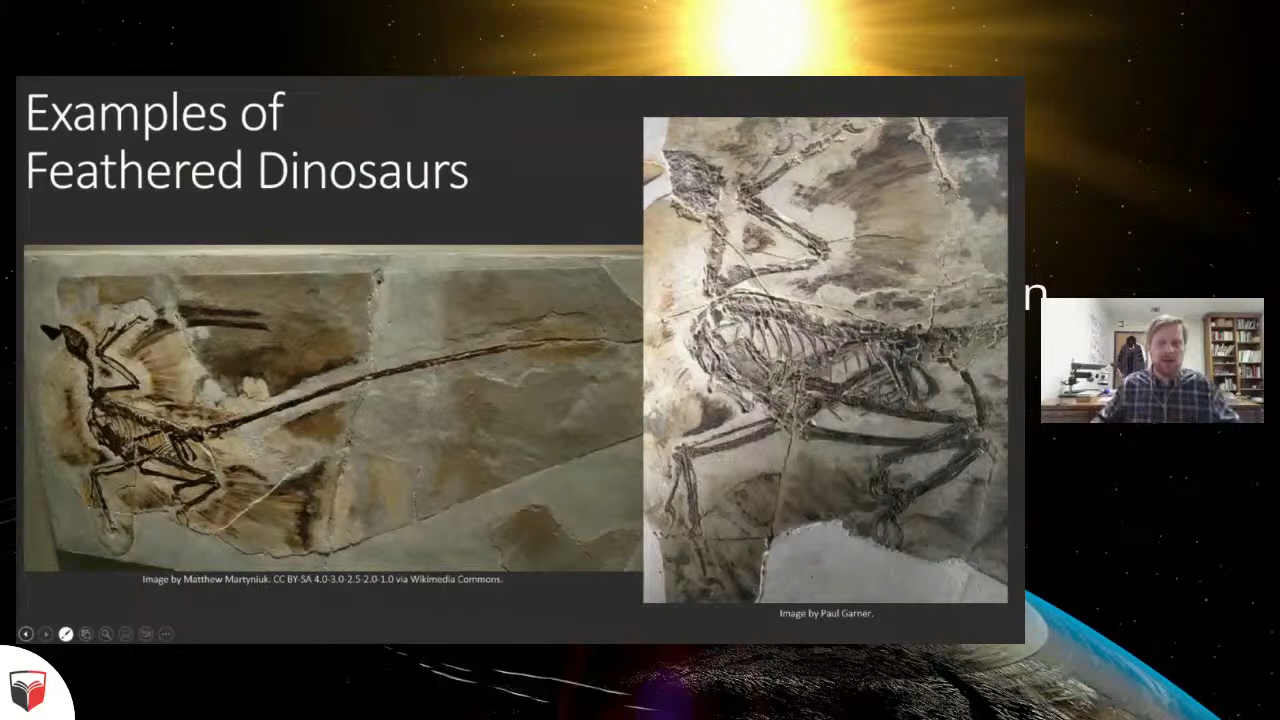 Examples of
Feathered Dinosaurs
n
Image by Matthew Martyniuk. CC BY-SA 4.0-3.0-2.5-2.0-1.0 via Wikimedia Commons.
Image by Paul Garner.